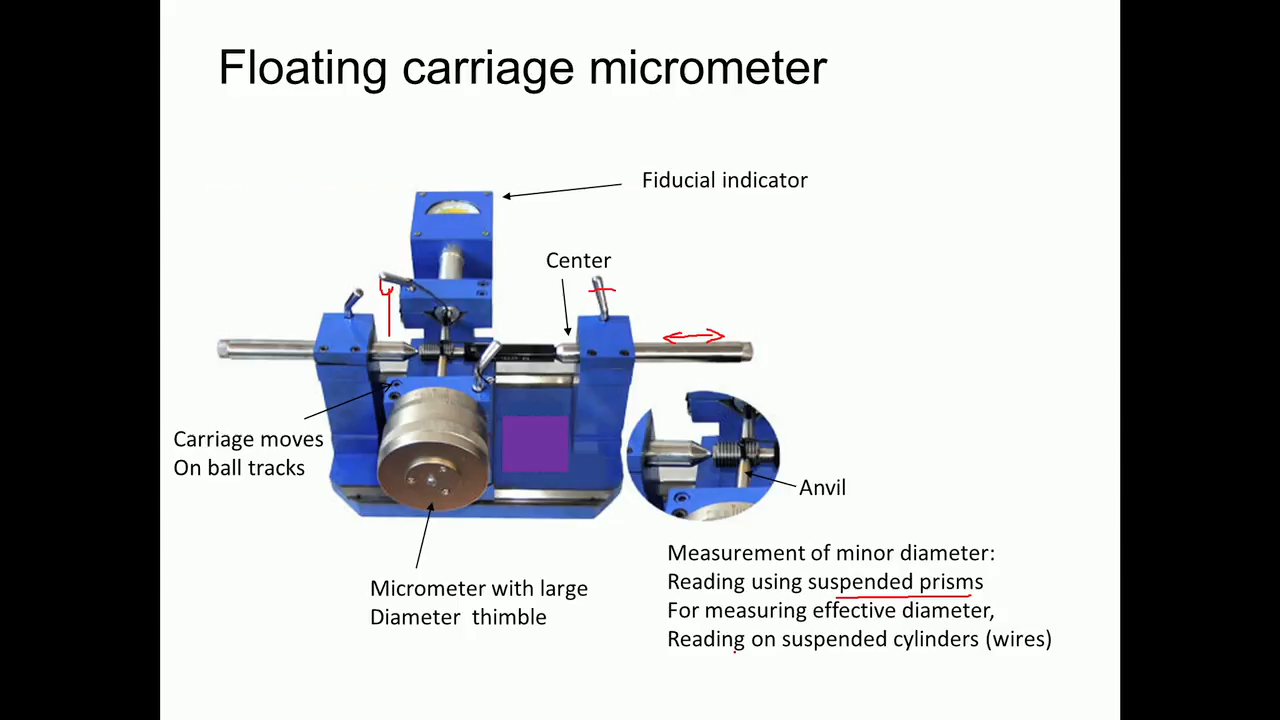 Floating carriage micrometer
Fiducial indicator
Center
Carriage moves
On ball tracks
Anvil
Micrometer with large
Diameter thimble
Measurement of minor diameter:
Reading using suspended prisms
For measuring effective diameter,
Reading on suspended cylinders (wires)